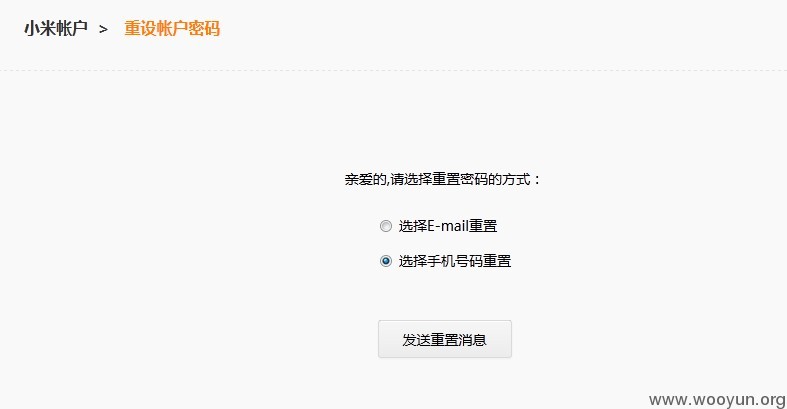 小米帐户 > 重设帐户密码
亲爱的,请选择重置密码的方式：
选择E-mail重置
选择手机号码重置
发送重置消息
www.wooyun.org